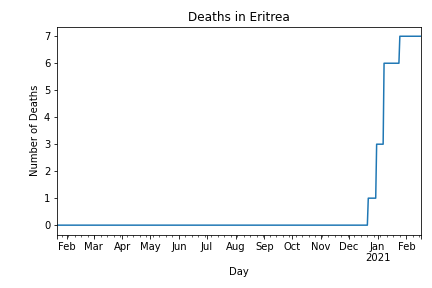 Deaths in Eritrea
7
6
5
4
3
2
1
0
Number of Deaths
Feb Mar Apr May Jun Jul Aug Sep Oct Nov Dec Jan Feb
2021
Day